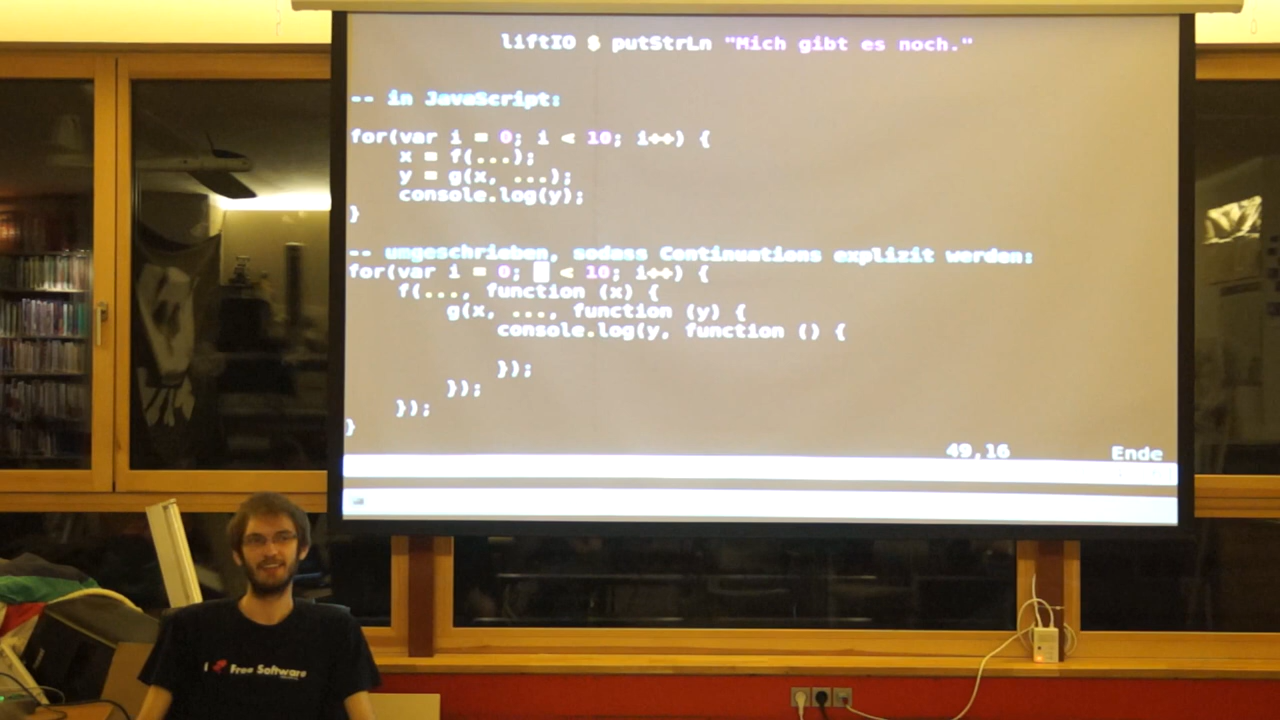 liftIO $ putStrLn "Mich gibt es noch."
-- in JavaScript:
for(var i = 0; i < 10; i++) {
x = f(...);
y = g(x, ...);
console.log(y);
}
-- umgeschrieben, sodass Continuations explizit werden:
for(var i = 0; i < 10; i++) {
f(..., function (x) {
g(x, ..., function (y) {
console.log(y, function () {
});
});
});
}
49,16 Ende
I Free Software